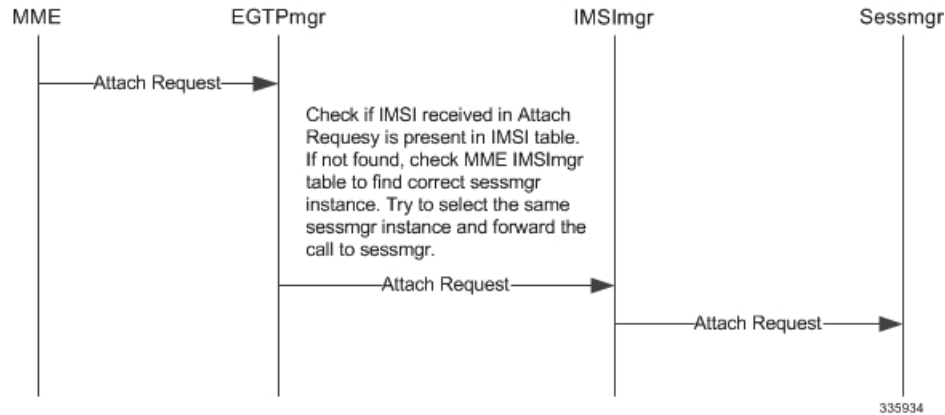 MME EGTPmgr IMSImgr Sessmgr
Attach Request
Check if IMSI received in Attach
Requesy is present in IMSI table.
If not found, check MME IMSImgr
table to find correct sessmgr
instance. Try to select the same
sessmgr instance and forward the
call to sessmgr.
Attach Request
Attach Request
335934